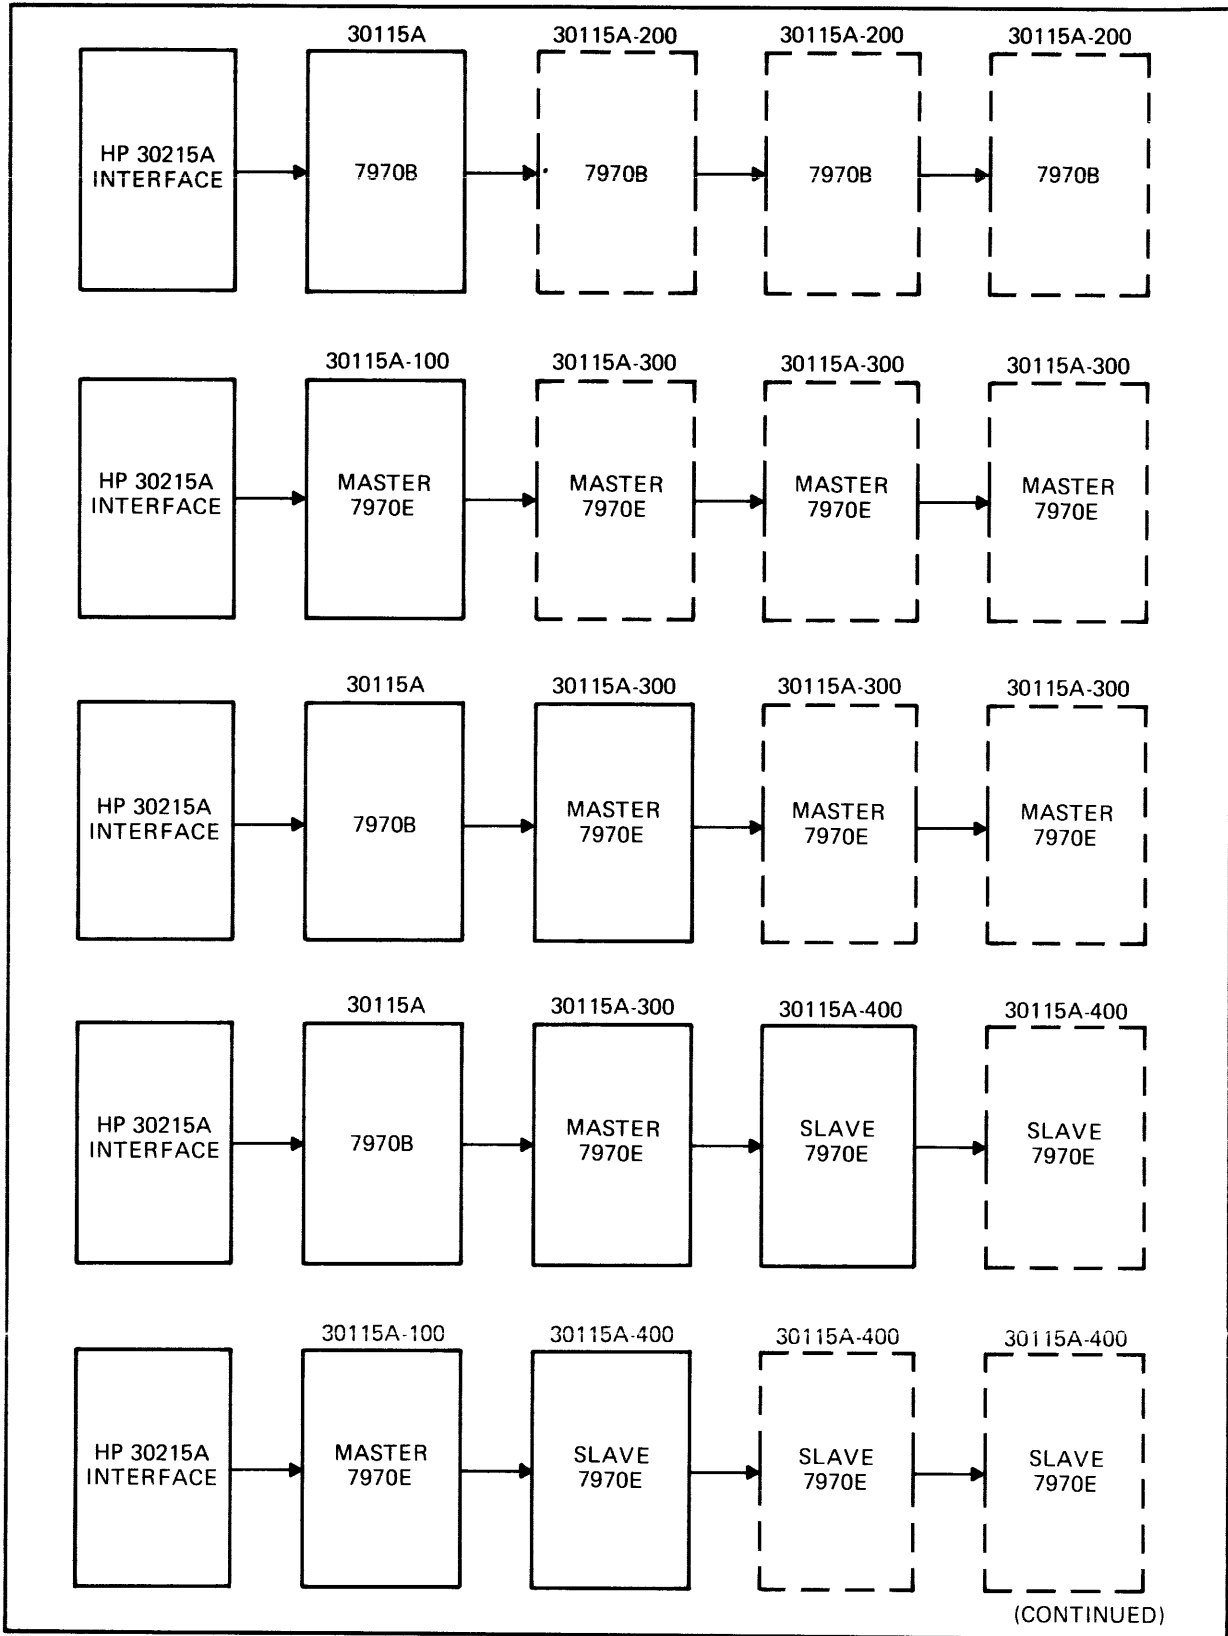 30115A 30115A-200 30115A-200 30115A-200
HP 30215A
INTERFACE
7970B 7970B 7970B 7970B
30115A-100 30115A-300 30115A-300 30115A-300
HP 30215A
INTERFACE
MASTER
7970E
MASTER
7970E
MASTER
7970E
MASTER
7970E
30115A 30115A-300 30115A-300 30115A-300
HP 30215A
INTERFACE
7970B
MASTER
7970E
MASTER
7970E
MASTER
7970E
30115A 30115A-300 30115A-400 30115A-400
HP 30215A
INTERFACE
7970B
MASTER
7970E
SLAVE
7970E
SLAVE
7970E
30115A-100 30115A-400 30115A-400 30115A-400
HP 30215A
INTERFACE
MASTER
7970E
SLAVE
7970E
SLAVE
7970E
SLAVE
7970E
(CONTINUED)